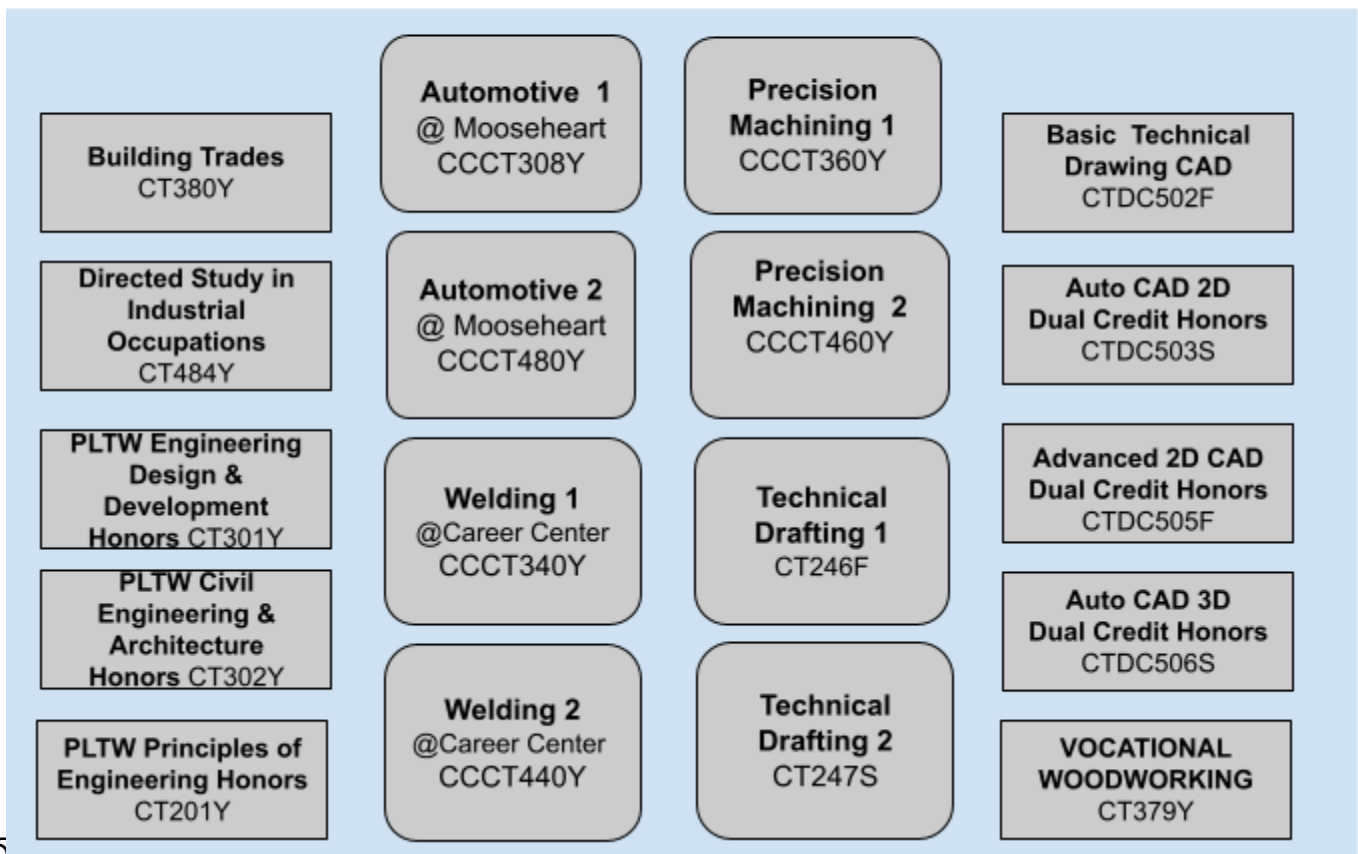 Building Trades
CT380Y
Directed Study in
Industrial
Occupations
CT484Y
PLTW Engineering
Design &
Development
Honors CT301Y
PLTW Civil
Engineering &
Architecture
Honors CT302Y
PLTW Principles of
Engineering Honors
CT201Y
Automotive 1
@ Mooseheart
CCCT308Y
Automotive 2
@ Mooseheart
CCCT480Y
Welding 1
@Career Center
CCCT340Y
Welding 2
@Career Center
CCCT440Y
Precision
Machining 1
CCCT360Y
Precision
Machining 2
CCCT460Y
Technical
Drafting 1
CT246F
Technical
Drafting 2
CT247S
Basic Technical
Drawing CAD
CTDC502F
Auto CAD 2D
Dual Credit Honors
CTDC503S
Advanced 2D CAD
Dual Credit Honors
CTDC505F
Auto CAD 3D
Dual Credit Honors
CTDC506S
VOCATIONAL
WOODWORKING
CT379Y